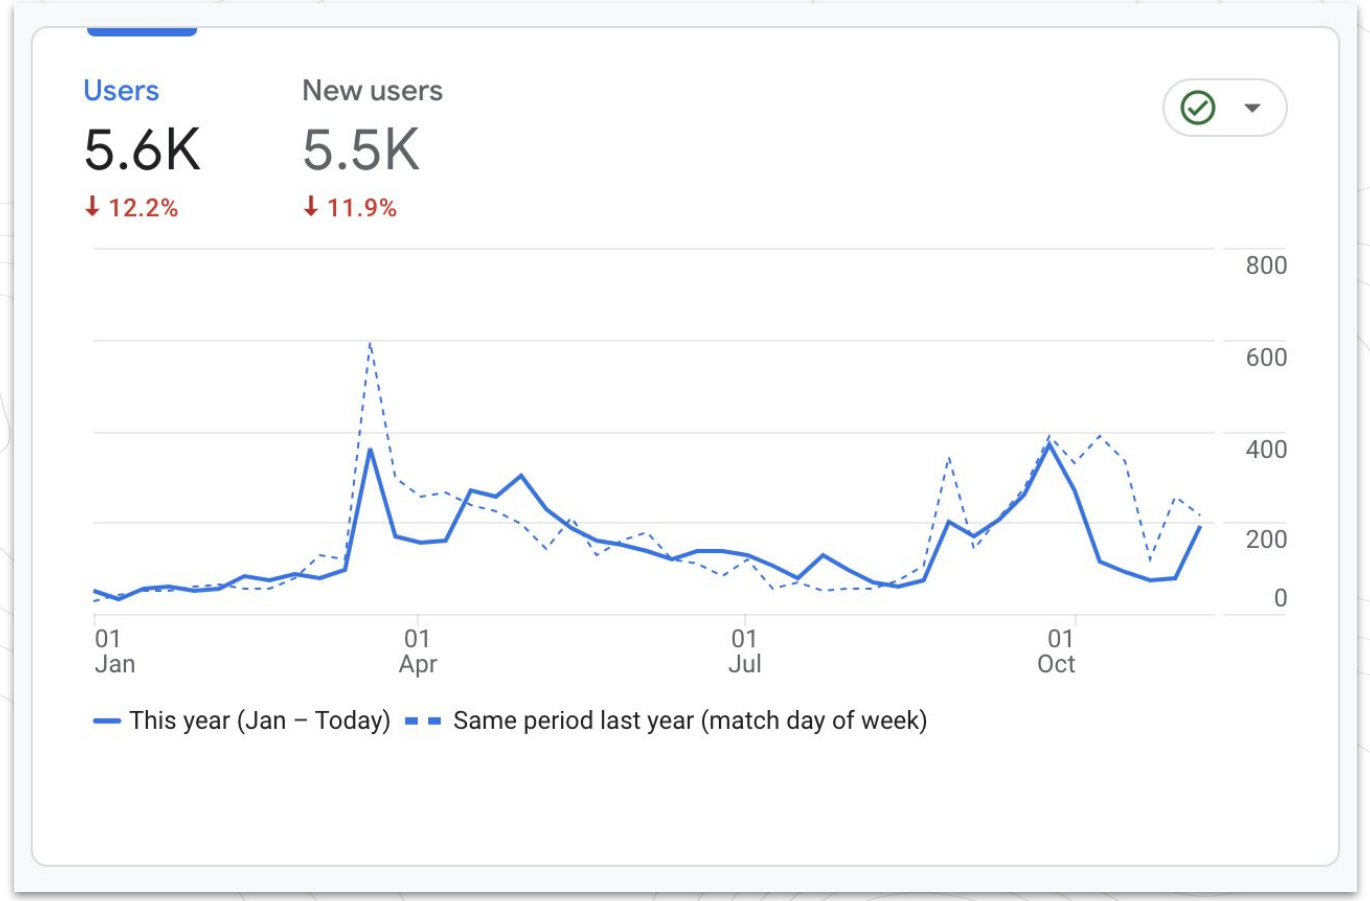 Users
New users
5.6K
5.5K
12.2%
11.9%
800
600
400
200
0
01
01
01
01
Jan
Apr
Jul
Oct
This year (Jan – Today)
Same period last year (match day of week)